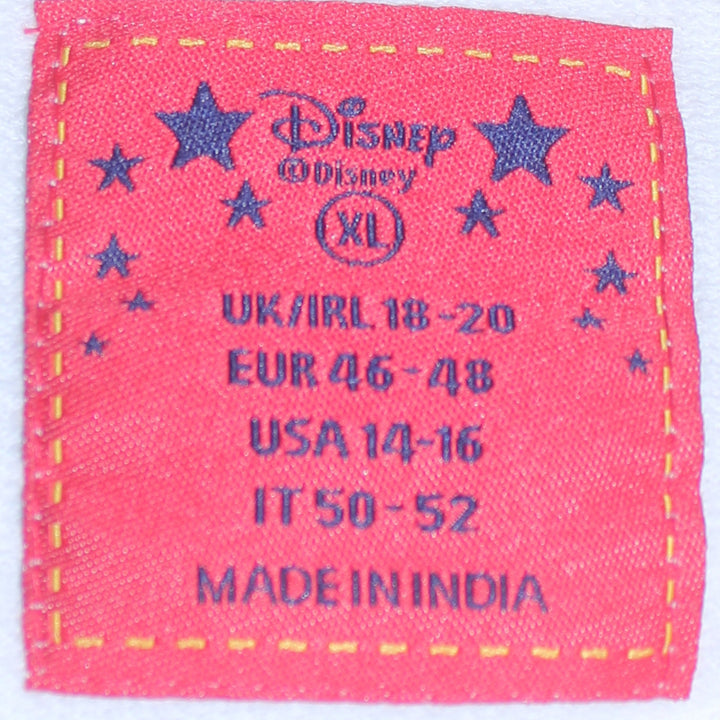 Disney
©Disney
XL
UK/IRL 18-20
EUR 46-48
USA 14-16
IT 50-52
MADE IN INDIA